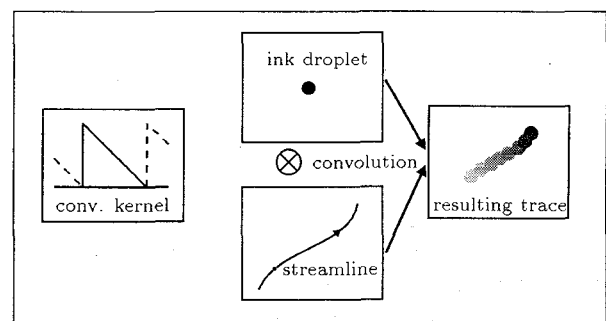 ink droplet
convolution
conv. kernel
resulting trace
streamline